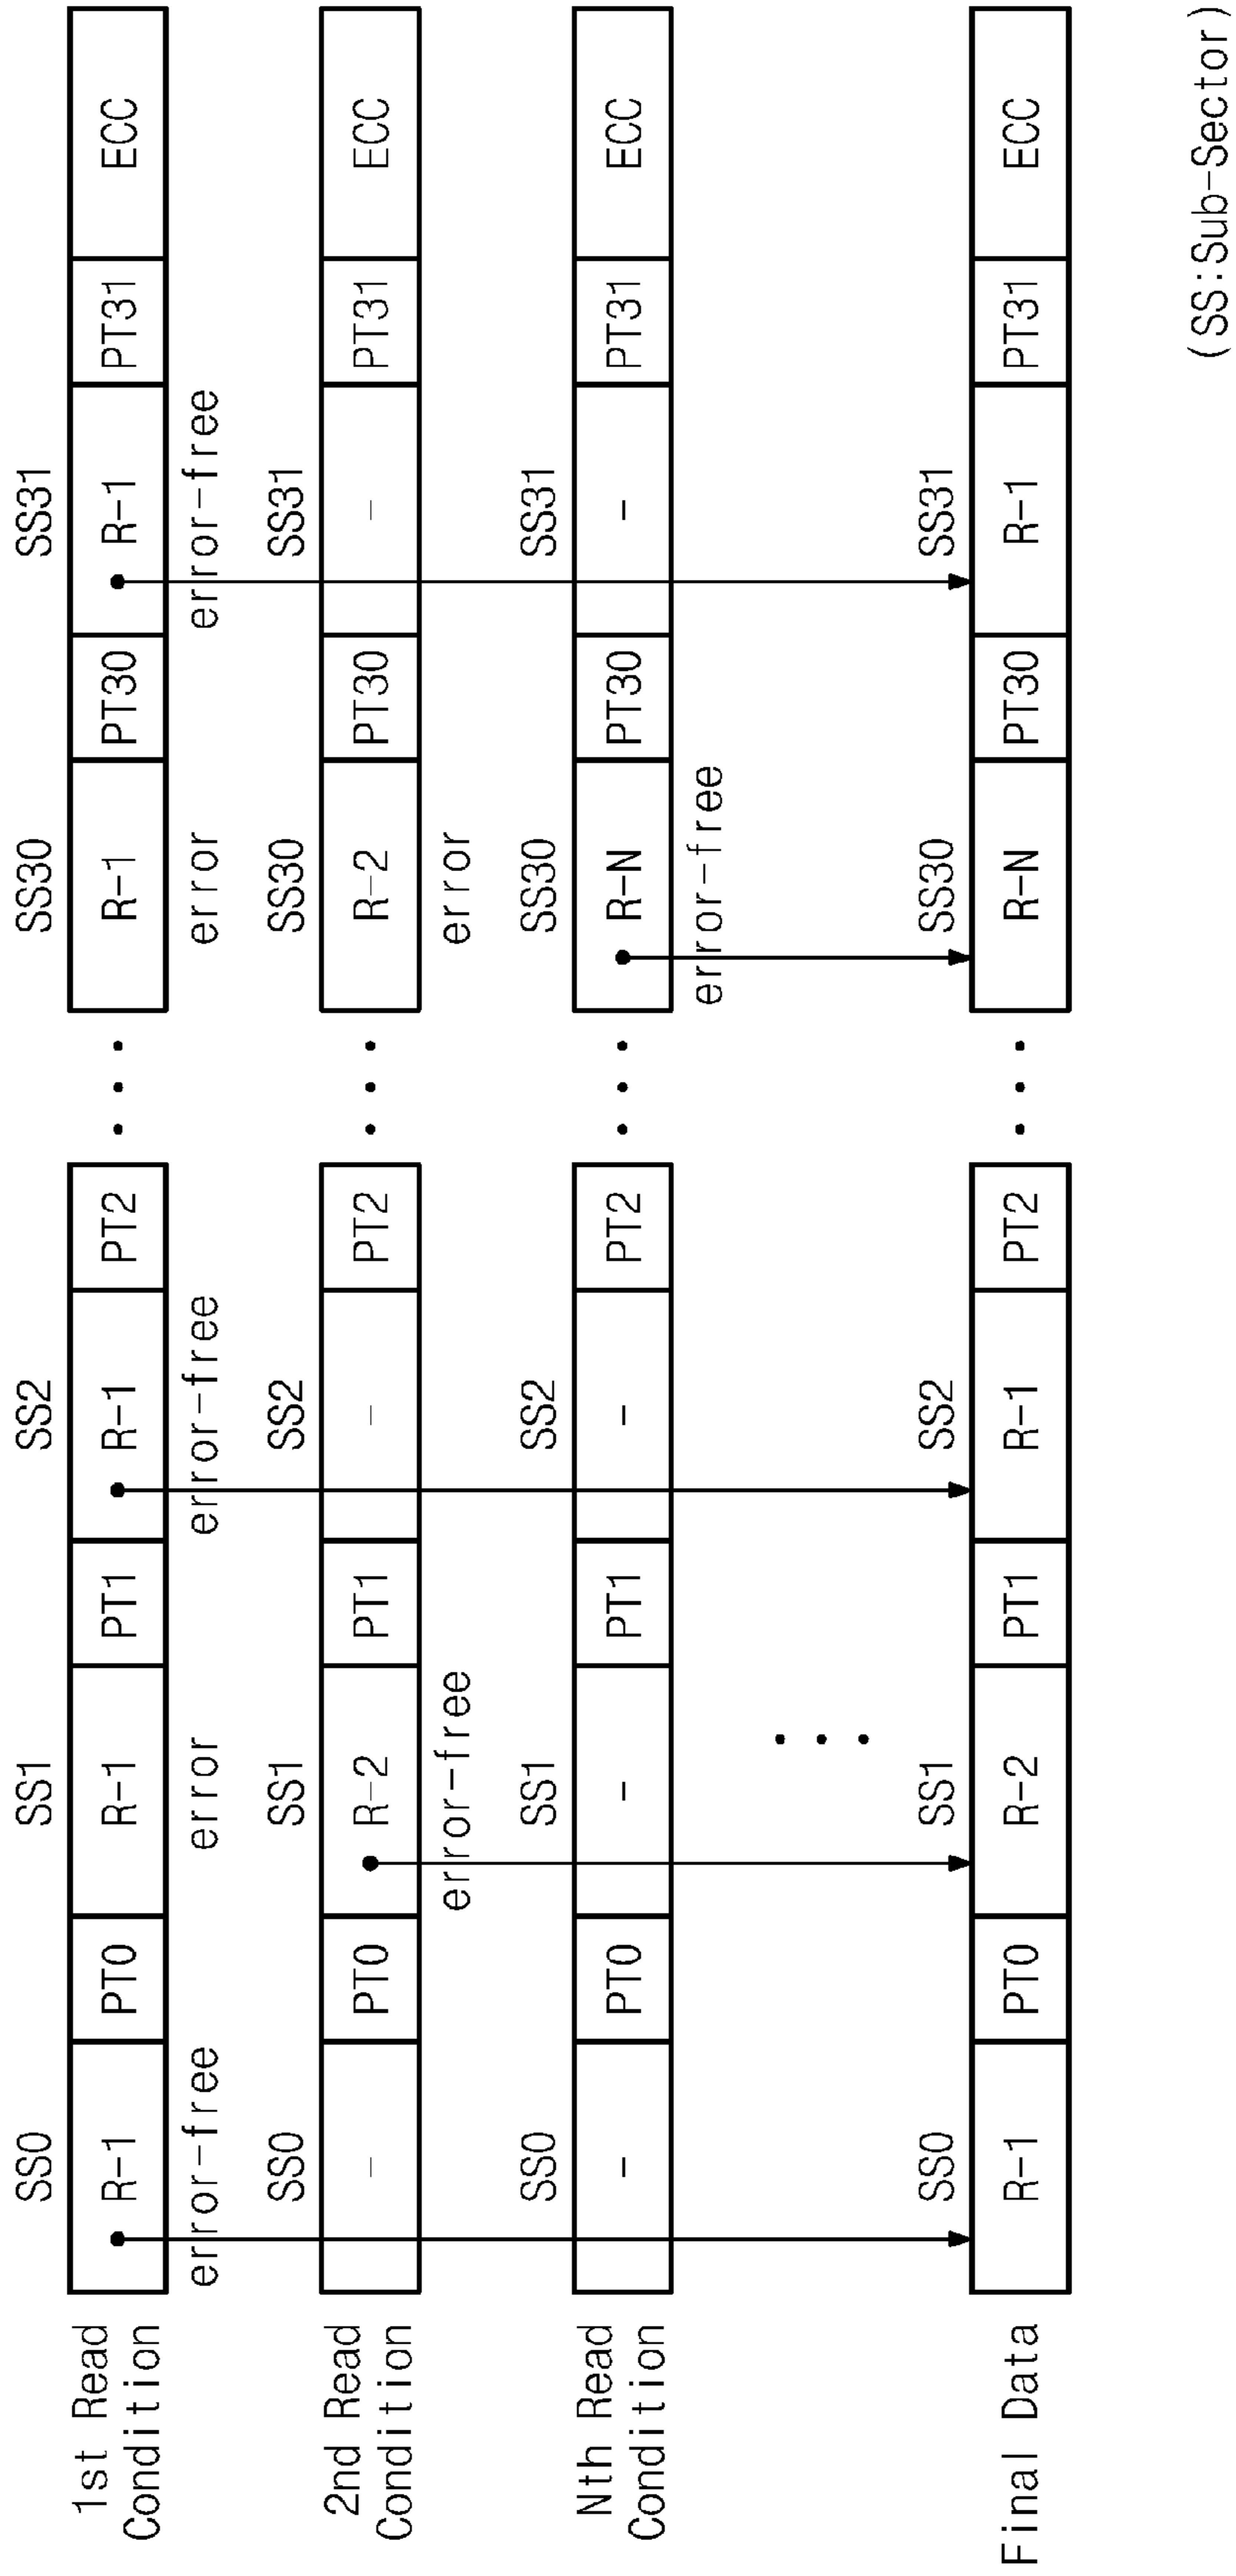 SS0 SS1 SS2 SS30 SS31
1st Read Condition R-1 PT0 R-1 PT1 R-1 PT2 . . . R-1 PT30 R-1 PT31 ECC
error-free error error-free error error-free
SS0 SS1 SS2 SS30 SS31
2nd Read Condition - PT0 R-2 PT1 - PT2 . . . R-2 PT30 - PT31 ECC
error-free error
SS0 SS1 SS2 SS30 SS31
Nth Read Condition - PT0 - PT1 - PT2 . . . R-N PT30 - PT31 ECC
error-free
. . .
SS0 SS1 SS2 SS30 SS31
Final Data R-1 PT0 R-2 PT1 R-1 PT2 . . . R-N PT30 R-1 PT31 ECC
(SS:Sub-Sector)